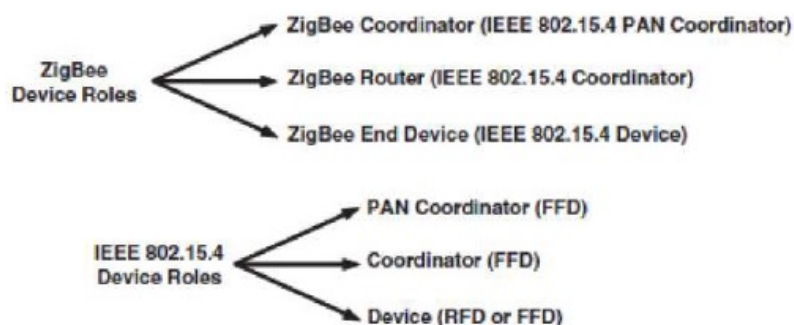 ZigBee Coordinator (IEEE 802.15.4 PAN Coordinator)
ZigBee
Device Roles
ZigBee Router (IEEE 802.15.4 Coordinator)
ZigBee End Device (IEEE 802.15.4 Device)
PAN Coordinator (FFD)
IEEE 802.15.4
Device Roles
Coordinator (FFD)
Device (RFD or FFD)